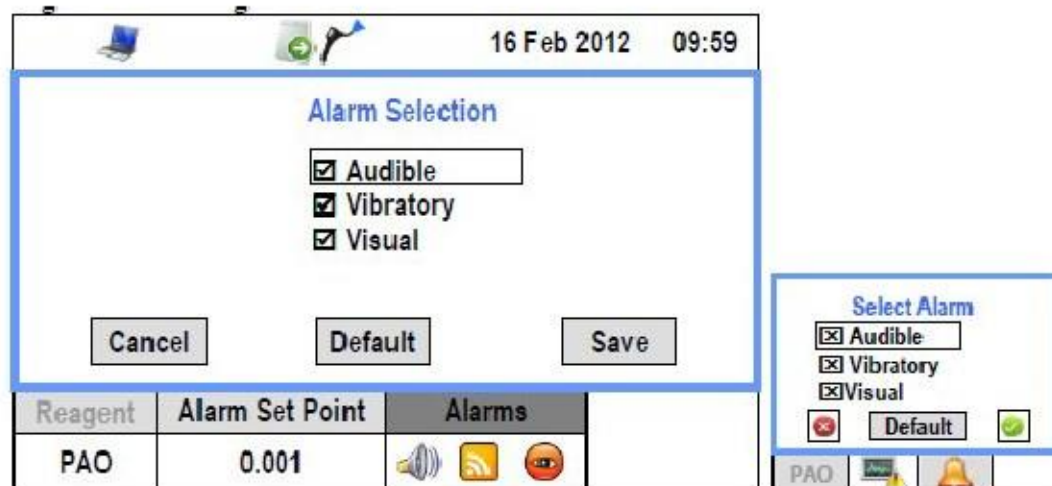 16 Feb 2012 09:59
Alarm Selection
Audible
Vibratory
Visual
Cancel Default Save
Reagent Alarm Set Point Alarms
PAO 0.001
Select Alarm
Audible
Vibratory
Visual
Default
PAO